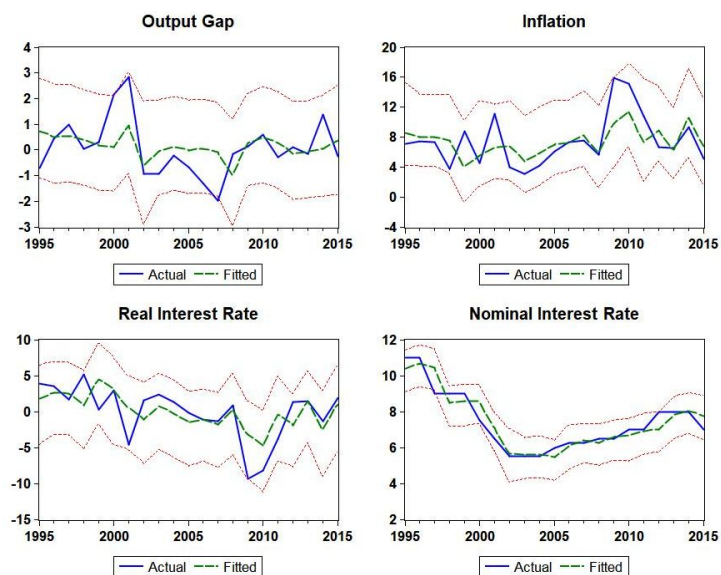 Output Gap
4
3
2
1
0
-1
-2
-3
1995 2000 2005 2010 2015
Actual Fitted
Inflation
20
16
12
8
4
0
-4
1995 2000 2005 2010 2015
Actual Fitted
Real Interest Rate
10
5
0
-5
-10
-15
1995 2000 2005 2010 2015
Actual Fitted
Nominal Interest Rate
12
10
8
6
4
2
1995 2000 2005 2010 2015
Actual Fitted